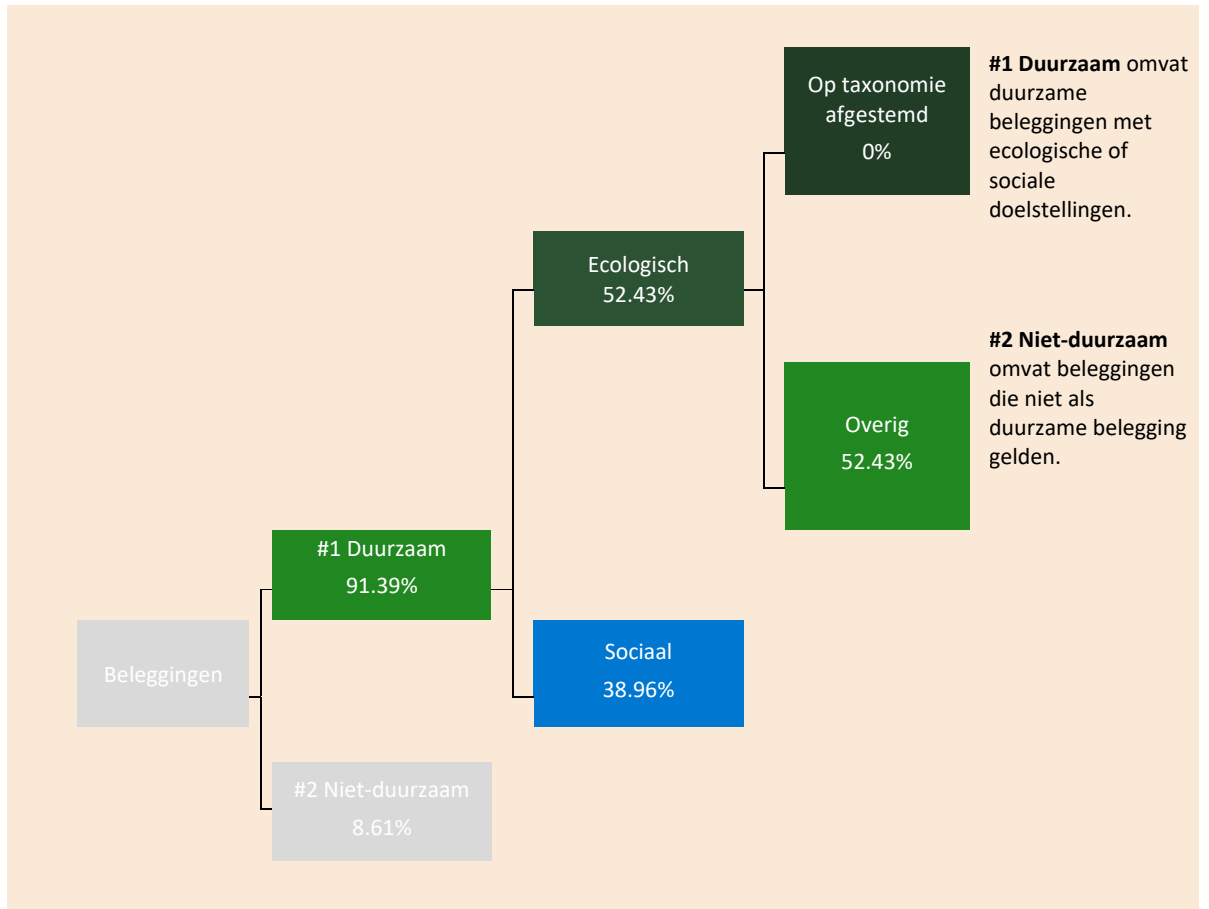 Op taxonomie
afgestemd
0%
#1 Duurzaam omvat
duurzame
beleggingen met
ecologische of
sociale
doelstellingen.
Ecologisch
52.43%
#2 Niet-duurzaam
omvat beleggingen
die niet als
duurzame belegging
gelden.
Overig
52.43%
#1 Duurzaam
91.39%
Sociaal
38.96%
Beleggingen
#2 Niet-duurzaam
8.61%